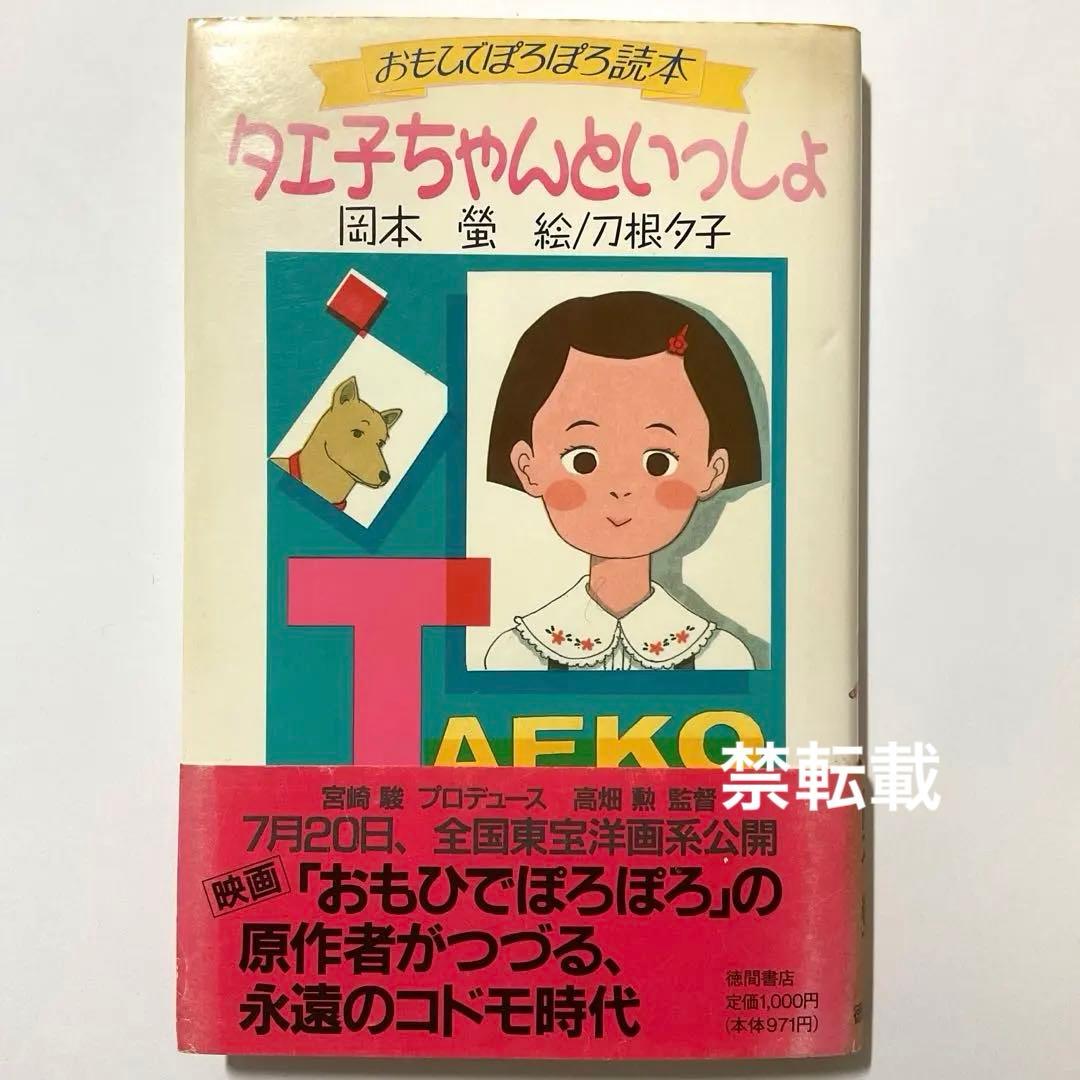 おもひでぽろぽろ読本
タエ子ちゃんといっしょ
岡本 螢 絵/刀根夕子
TAEKO
禁転載
宮崎 駿 プロデュース 高畑 勲 監督
7月20日、全国東宝洋画系公開
映画「おもひでぽろぽろ」の
原作者がつづる、
永遠のコドモ時代
徳間書店
定価1,000円
(本体971円)